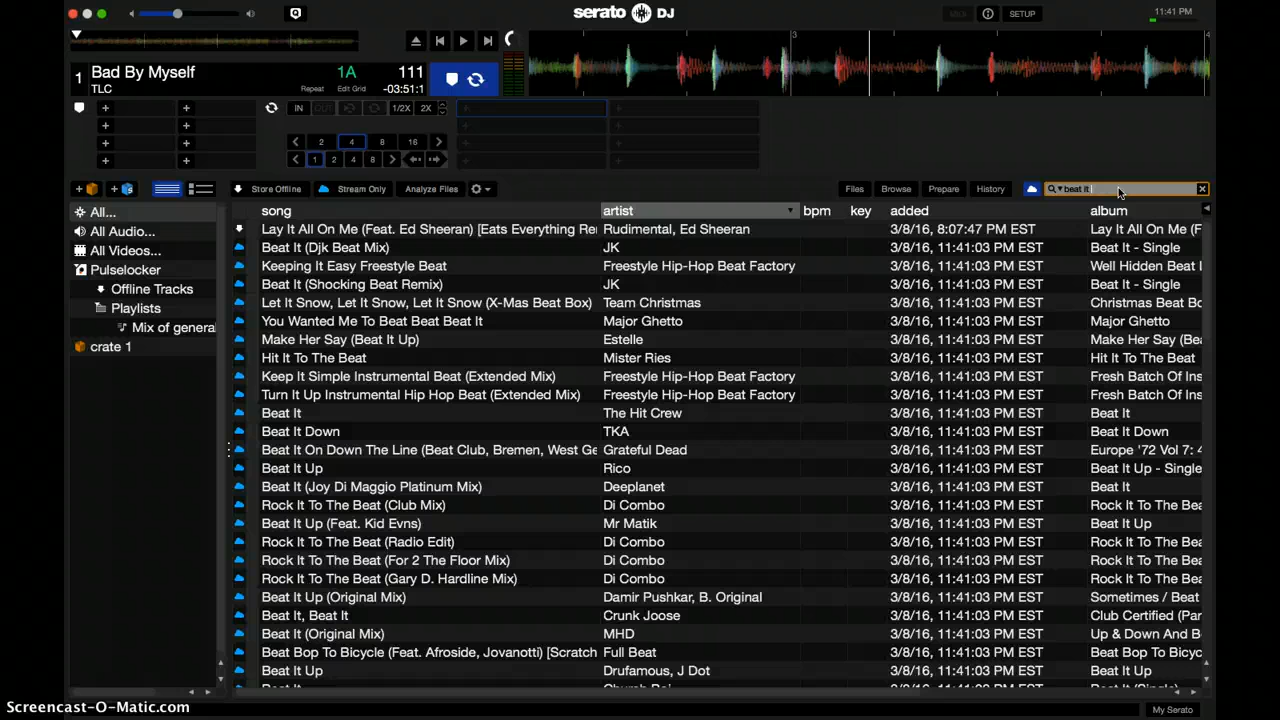 serato DJ
MIX
SETUP
11:41 PM
1
Bad By Myself
TLC
1A
111
Repeat
Edit Grid
-03:51:1
3
4
IN OUT 1/2X 2X
2 4 8 16
1 2 4 8
Store Offline
Stream Only
Analyze Files
Files
Browse
Prepare
History
beat it
All...
All Audio...
All Videos...
Pulselocker
Offline Tracks
Playlists
Mix of general
crate 1
song artist bpm key added album
Lay It All On Me (Feat. Ed Sheeran) [Eats Everything Re Rudimental, Ed Sheeran 3/8/16, 8:07:47 PM EST Lay It All On Me (F
Beat It (Djk Beat Mix) JK 3/8/16, 11:41:03 PM EST Beat It - Single
Keeping It Easy Freestyle Beat Freestyle Hip-Hop Beat Factory 3/8/16, 11:41:03 PM EST Well Hidden Beat I
Beat It (Shocking Beat Remix) JK 3/8/16, 11:41:03 PM EST Beat It - Single
Let It Snow, Let It Snow, Let It Snow (X-Mas Beat Box) Team Christmas 3/8/16, 11:41:03 PM EST Christmas Beat Bo
You Wanted Me To Beat Beat Beat It Major Ghetto 3/8/16, 11:41:03 PM EST Major Ghetto
Make Her Say (Beat It Up) Estelle 3/8/16, 11:41:03 PM EST Make Her Say (Bea
Hit It To The Beat Mister Ries 3/8/16, 11:41:03 PM EST Hit It To The Beat
Keep It Simple Instrumental Beat (Extended Mix) Freestyle Hip-Hop Beat Factory 3/8/16, 11:41:03 PM EST Fresh Batch Of Ins
Turn It Up Instrumental Hip Hop Beat (Extended Mix) Freestyle Hip-Hop Beat Factory 3/8/16, 11:41:03 PM EST Fresh Batch Of Ins
Beat It The Hit Crew 3/8/16, 11:41:03 PM EST Beat It
Beat It Down TKA 3/8/16, 11:41:03 PM EST Beat It Down
Beat It On Down The Line (Beat Club, Bremen, West Ge Grateful Dead 3/8/16, 11:41:03 PM EST Europe '72 Vol 7: 4
Beat It Up Rico 3/8/16, 11:41:03 PM EST Beat It Up - Single
Beat It (Joy Di Maggio Platinum Mix) Deeplanet 3/8/16, 11:41:03 PM EST Beat It
Rock It To The Beat (Club Mix) Di Combo 3/8/16, 11:41:03 PM EST Rock It To The Bea
Beat It Up (Feat. Kid Evns) Mr Matik 3/8/16, 11:41:03 PM EST Beat It Up
Rock It To The Beat (Radio Edit) Di Combo 3/8/16, 11:41:03 PM EST Rock It To The Bea
Rock It To The Beat (For 2 The Floor Mix) Di Combo 3/8/16, 11:41:03 PM EST Rock It To The Bea
Rock It To The Beat (Gary D. Hardline Mix) Di Combo 3/8/16, 11:41:03 PM EST Rock It To The Bea
Beat It Up (Original Mix) Damir Pushkar, B. Original 3/8/16, 11:41:03 PM EST Sometimes / Beat
Beat It, Beat It Crunk Joose 3/8/16, 11:41:03 PM EST Club Certified (Par
Beat It (Original Mix) MHD 3/8/16, 11:41:03 PM EST Up & Down And B
Beat Bop To Bicycle (Feat. Afroside, Jovanotti) [Scratch Full Beat 3/8/16, 11:41:03 PM EST Beat Bop To Bicyc
Beat It Up Drufamous, J Dot 3/8/16, 11:41:03 PM EST Beat It Up
My Serato
Screencast-O-Matic.com